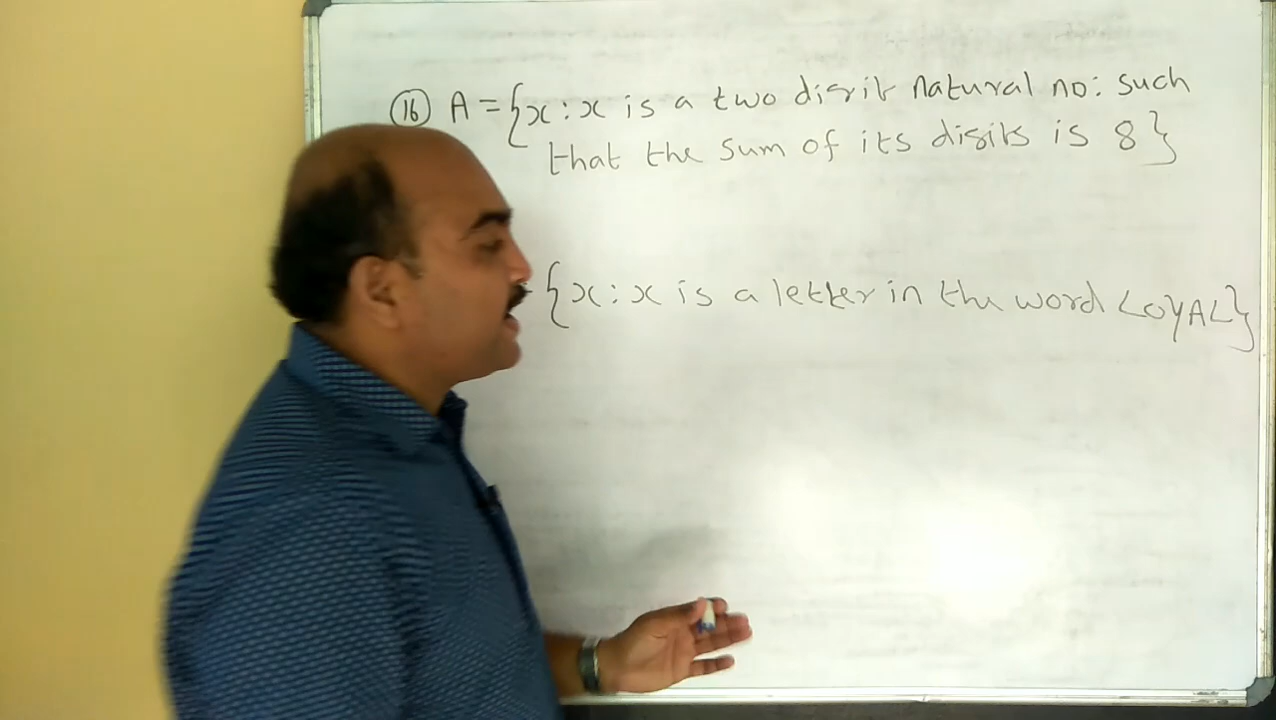 (16) A = {x : x is a two digit natural no: such
that the sum of its digits is 8}
{x : x is a letter in the word LOYAL}